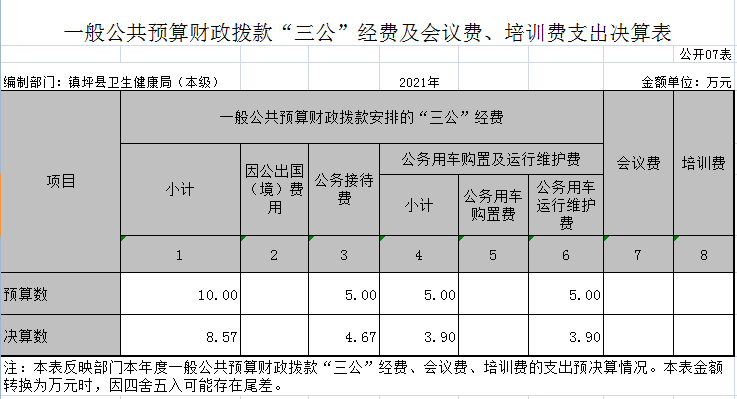 一般公共预算财政拨款“三公”经费及会议费、培训费支出决算表
公开07表
编制部门：镇坪县卫生健康局（本级） 2021年 金额单位：万元
项目 一般公共预算财政拨款安排的“三公”经费 会议费 培训费
小计 因公出国（境）费用 公务接待费 公务用车购置及运行维护费
小计 公务用车购置费 公务用车运行维护费
1 2 3 4 5 6 7 8
预算数 10.00 5.00 5.00 5.00
决算数 8.57 4.67 3.90 3.90
注：本表反映部门本年度一般公共预算财政拨款“三公”经费、会议费、培训费的支出预决算情况。本表金额
转换为万元时，因四舍五入可能存在尾差。